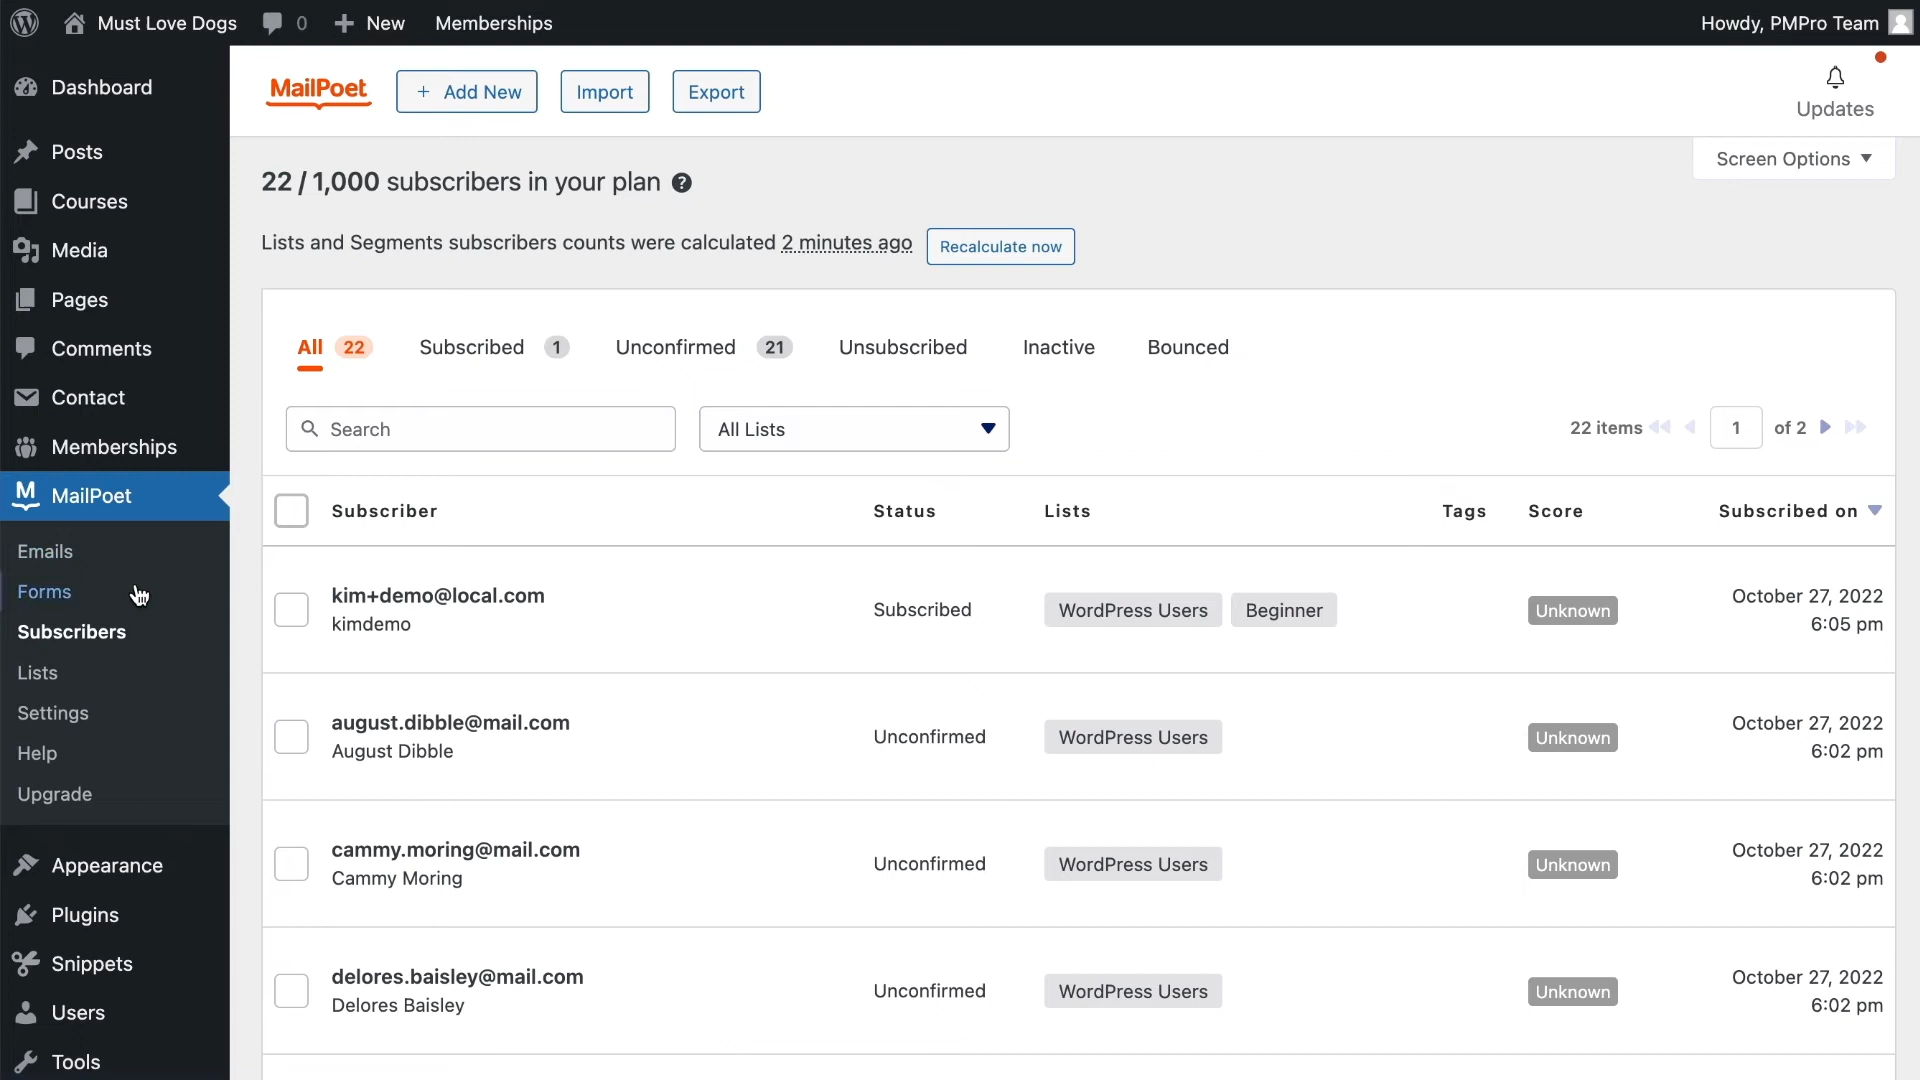 Must Love Dogs 0 New Memberships Howdy, PMPro Team
Dashboard
Posts
Courses
Media
Pages
Comments
Contact
Memberships
MailPoet
Emails
Forms
Subscribers
Lists
Settings
Help
Upgrade
Appearance
Plugins
Snippets
Users
Tools
MailPoet + Add New Import Export
Updates
Screen Options ▼
22 / 1,000 subscribers in your plan ?
Lists and Segments subscribers counts were calculated 2 minutes ago Recalculate now
All 22 Subscribed 1 Unconfirmed 21 Unsubscribed Inactive Bounced
Search All Lists 22 items 1 of 2
Subscriber Status Lists Tags Score Subscribed on
kim+demo@local.com
kimdemo
Subscribed WordPress Users Beginner Unknown
October 27, 2022
6:05 pm
august.dibble@mail.com
August Dibble
Unconfirmed WordPress Users Unknown
October 27, 2022
6:02 pm
cammy.moring@mail.com
Cammy Moring
Unconfirmed WordPress Users Unknown
October 27, 2022
6:02 pm
delores.baisley@mail.com
Delores Baisley
Unconfirmed WordPress Users Unknown
October 27, 2022
6:02 pm